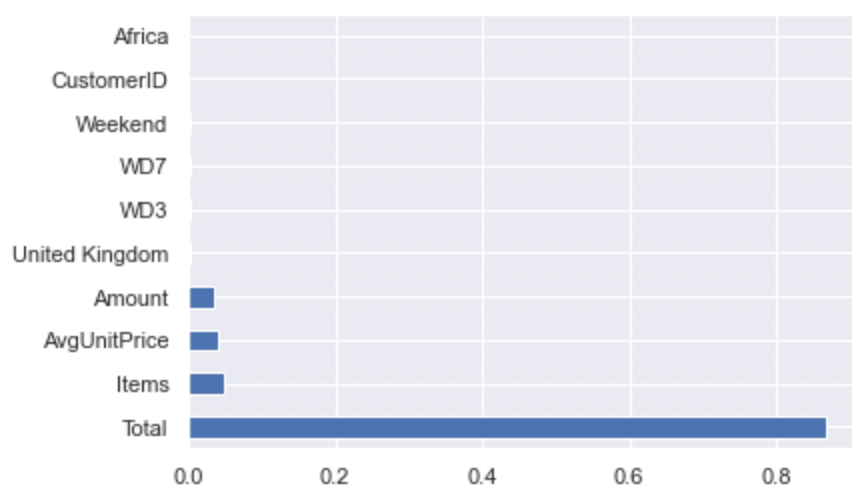 Africa
CustomerID
Weekend
WD7
WD3
United Kingdom
Amount
AvgUnitPrice
Items
Total
0.0 0.2 0.4 0.6 0.8